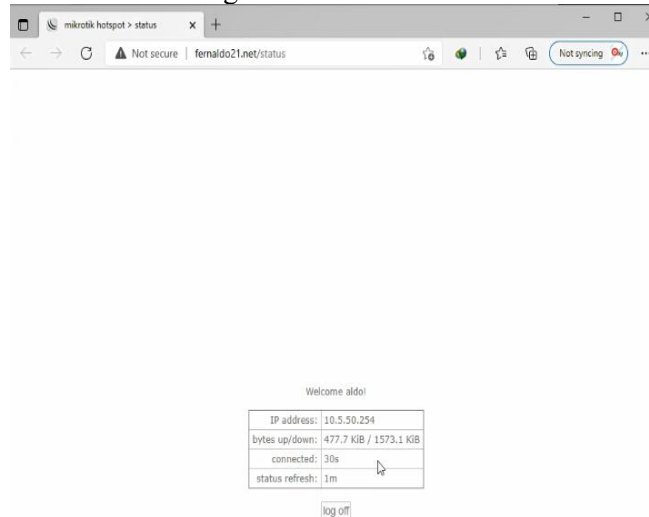 mikrotik hotspot > status
Not secure | fernaldo21.net/status
Not syncing
Welcome aldo!
IP address: 10.5.50.254
bytes up/down: 477.7 KiB / 1573.1 KiB
connected: 30s
status refresh: 1m
log off